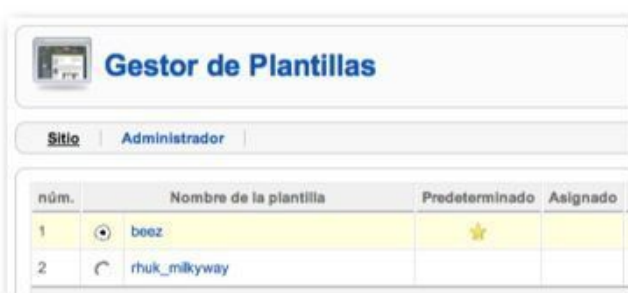 Gestor de Plantillas
Sitio Administrador
núm. Nombre de la plantilla Predeterminado Asignado
1 beez
2 rhuk_milkyway